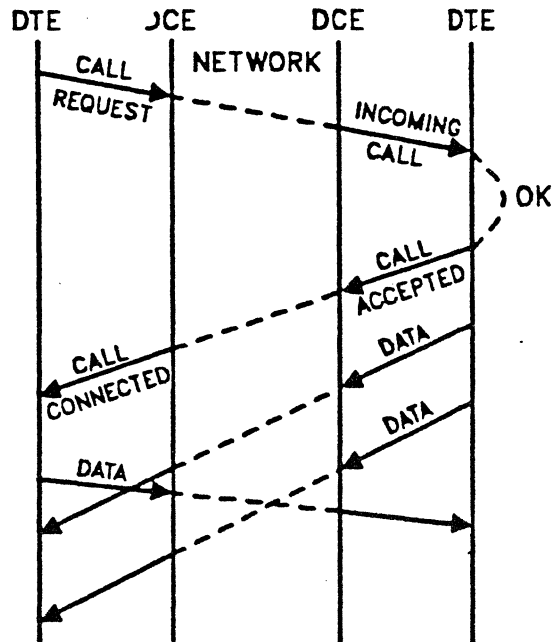 DTE
DCE
DCE
DTE
NETWORK
CALL
REQUEST
INCOMING
CALL
OK
CALL
ACCEPTED
CALL
CONNECTED
DATA
DATA
DATA